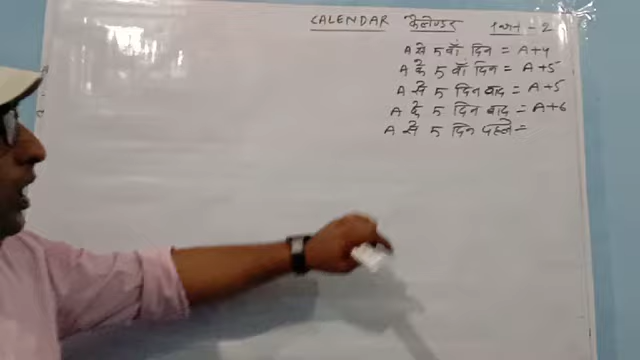 CALENDAR कैलेण्डर भाग - 2
A से 5 वाँ दिन = A+4
A के 5 वाँ दिन = A+5
A से 5 दिन बाद = A+5
A के 5 दिन बाद = A+6
A से 5 दिन पहले =